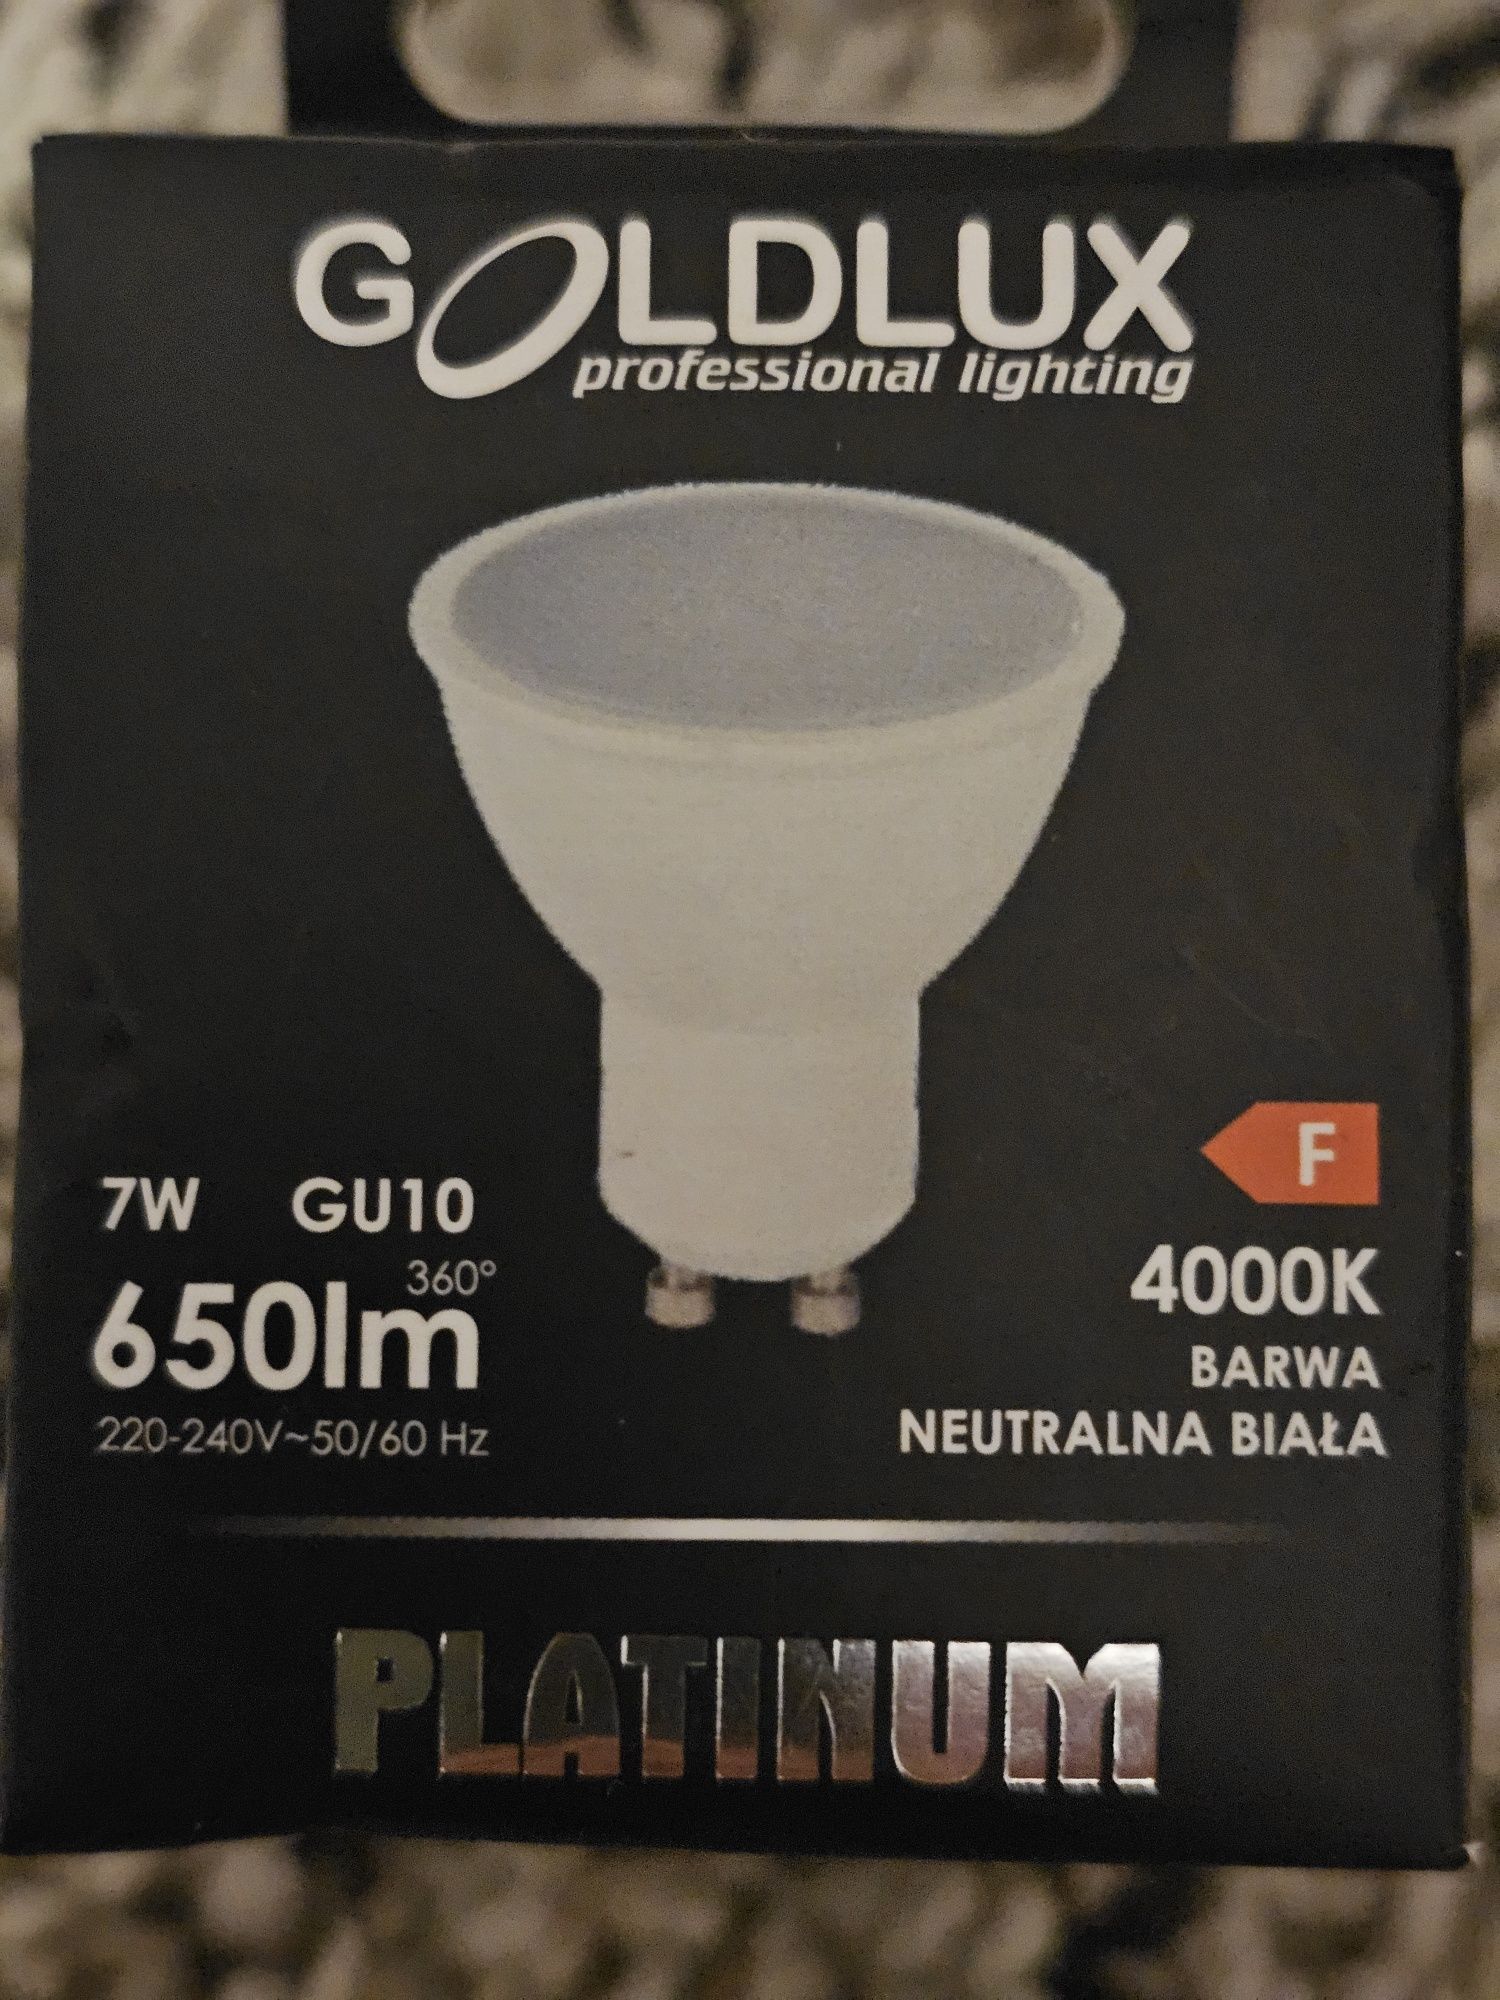 GOLDLUX
professional lighting
F
7W GU10
360°
650lm
220-240V~50/60 Hz
4000K
BARWA
NEUTRALNA BIAŁA
PLATINUM